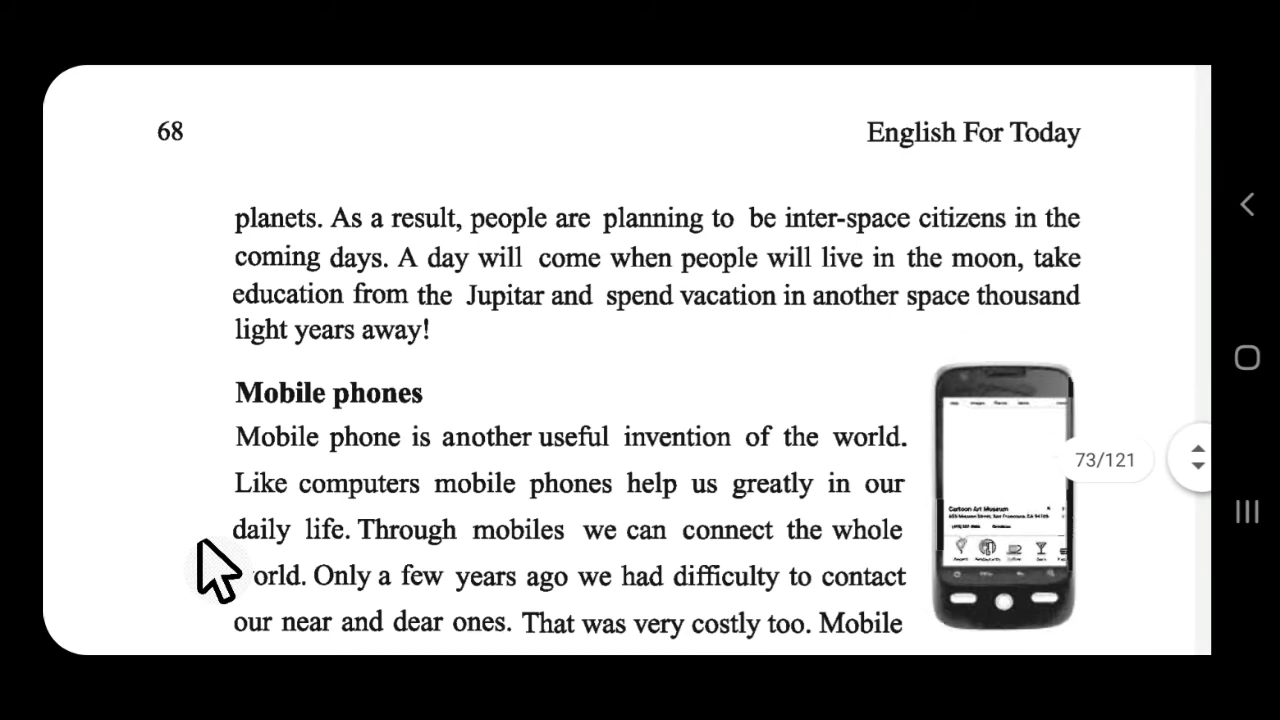 68
English For Today
planets. As a result, people are planning to be inter-space citizens in the
coming days. A day will come when people will live in the moon, take
education from the Jupitar and spend vacation in another space thousand
light years away!
Mobile phones
Mobile phone is another useful invention of the world.
Like computers mobile phones help us greatly in our
daily life. Through mobiles we can connect the whole
orld. Only a few years ago we had difficulty to contact
our near and dear ones. That was very costly too. Mobile
73/121
Cartoon Art Museum